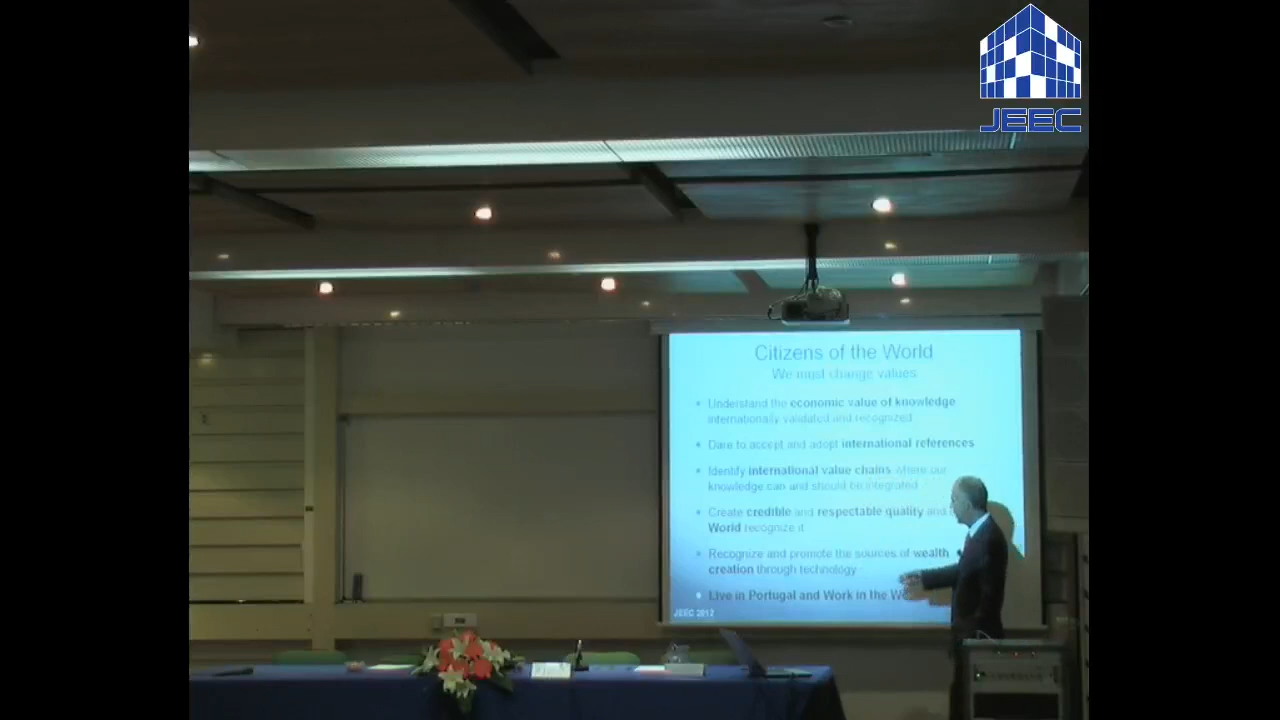 JEEC
Citizens of the World
We must change values
Understand the economic value of knowledge
internationally validated and recognized
Dare to accept and adopt international references
Identify international value chains where our
knowledge can and should be integrated
Create credible and respectable quality and
World recognize it
Recognize and promote the sources of wealth
creation through technology
Live in Portugal and Work in the
JEEC 2012